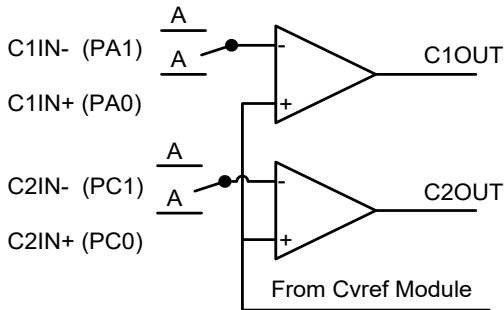 A
C1IN- (PA1)
A
-
C1OUT
C1IN+ (PA0)
+
A
C2IN- (PC1)
A
-
C2OUT
C2IN+ (PC0)
+
From Cvref Module